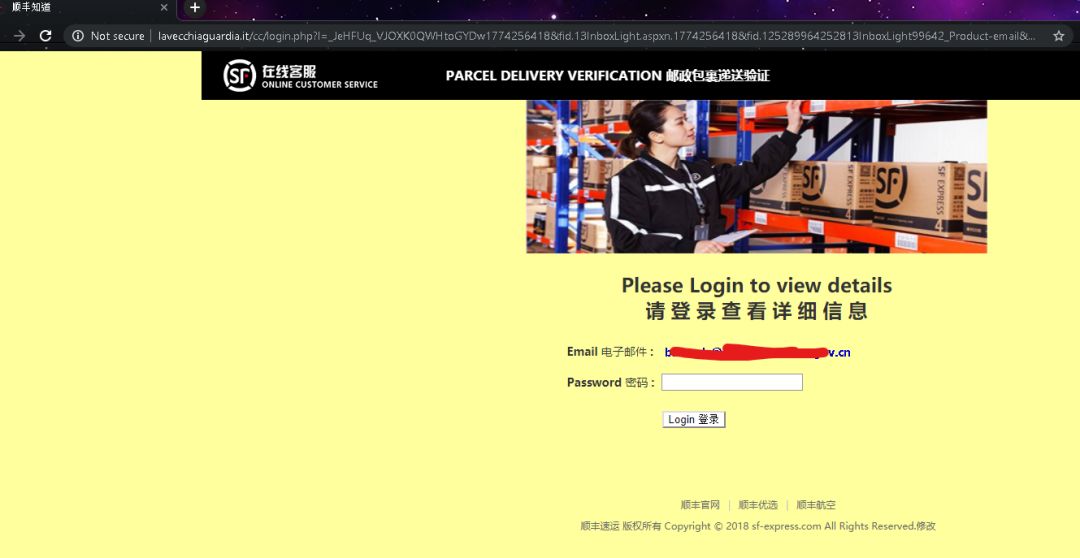 顺丰知道
Not secure | lavecchiaguardia.it/cc/login.php?l=_JeHFUq_VJOXK0QWHtoGYDw1774256418&fid.13InboxLight.aspxn.1774256418&fid.125289964252813InboxLight99642_Product-email&...
SF 在线客服
ONLINE CUSTOMER SERVICE
PARCEL DELIVERY VERIFICATION 邮政包裹递送验证
SF EXPRESS
Please Login to view details
请登录查看详细信息
Email 电子邮件：
v.cn
Password 密码：
Login 登录
顺丰官网 | 顺丰优选 | 顺丰航空
顺丰速运 版权所有 Copyright © 2018 sf-express.com All Rights Reserved.修改